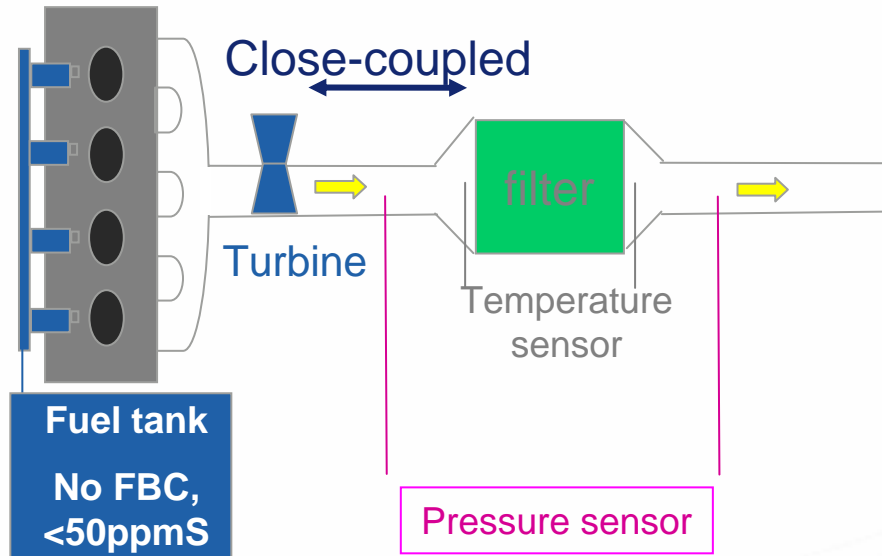 Close-coupled
filter
Turbine
Temperature
sensor
Fuel tank
No FBC,
<50ppmS
Pressure sensor